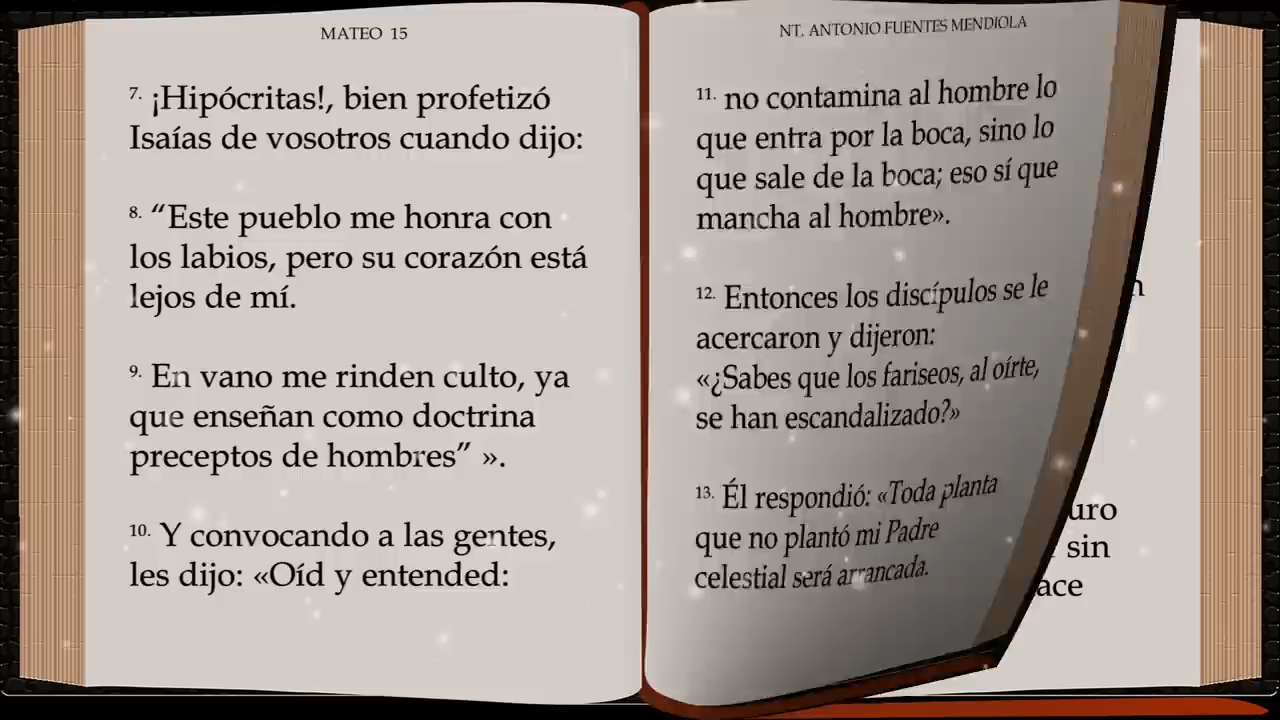 MATEO 15
7. ¡Hipócritas!, bien profetizó
Isaías de vosotros cuando dijo:
8. “Este pueblo me honra con
los labios, pero su corazón está
lejos de mí.
9. En vano me rinden culto, ya
que enseñan como doctrina
preceptos de hombres” ».
10. Y convocando a las gentes,
les dijo: «Oíd y entended:
NT. ANTONIO FUENTES MENDIOLA
11. no contamina al hombre lo
que entra por la boca, sino lo
que sale de la boca; eso sí que
mancha al hombre».
12. Entonces los discípulos se le
acercaron y dijeron:
«¿Sabes que los fariseos, al oírte,
se han escandalizado?»
13. Él respondió: «Toda planta
que no plantó mi Padre
celestial será arrancada.
sin